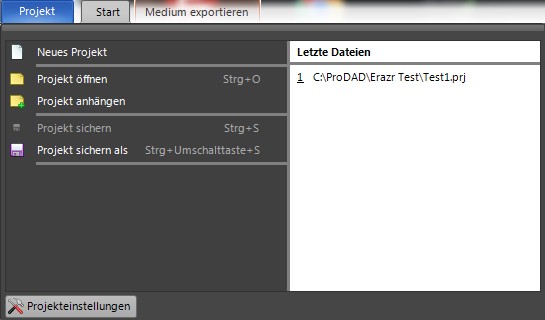 Projekt Start Medium exportieren
Neues Projekt
Projekt öffnen Strg+O
Projekt anhängen
Projekt sichern Strg+S
Projekt sichern als Strg+Umschalttaste+S
Letzte Dateien
1 C:\ProDAD\Erazr Test\Test1.prj
Projekteinstellungen